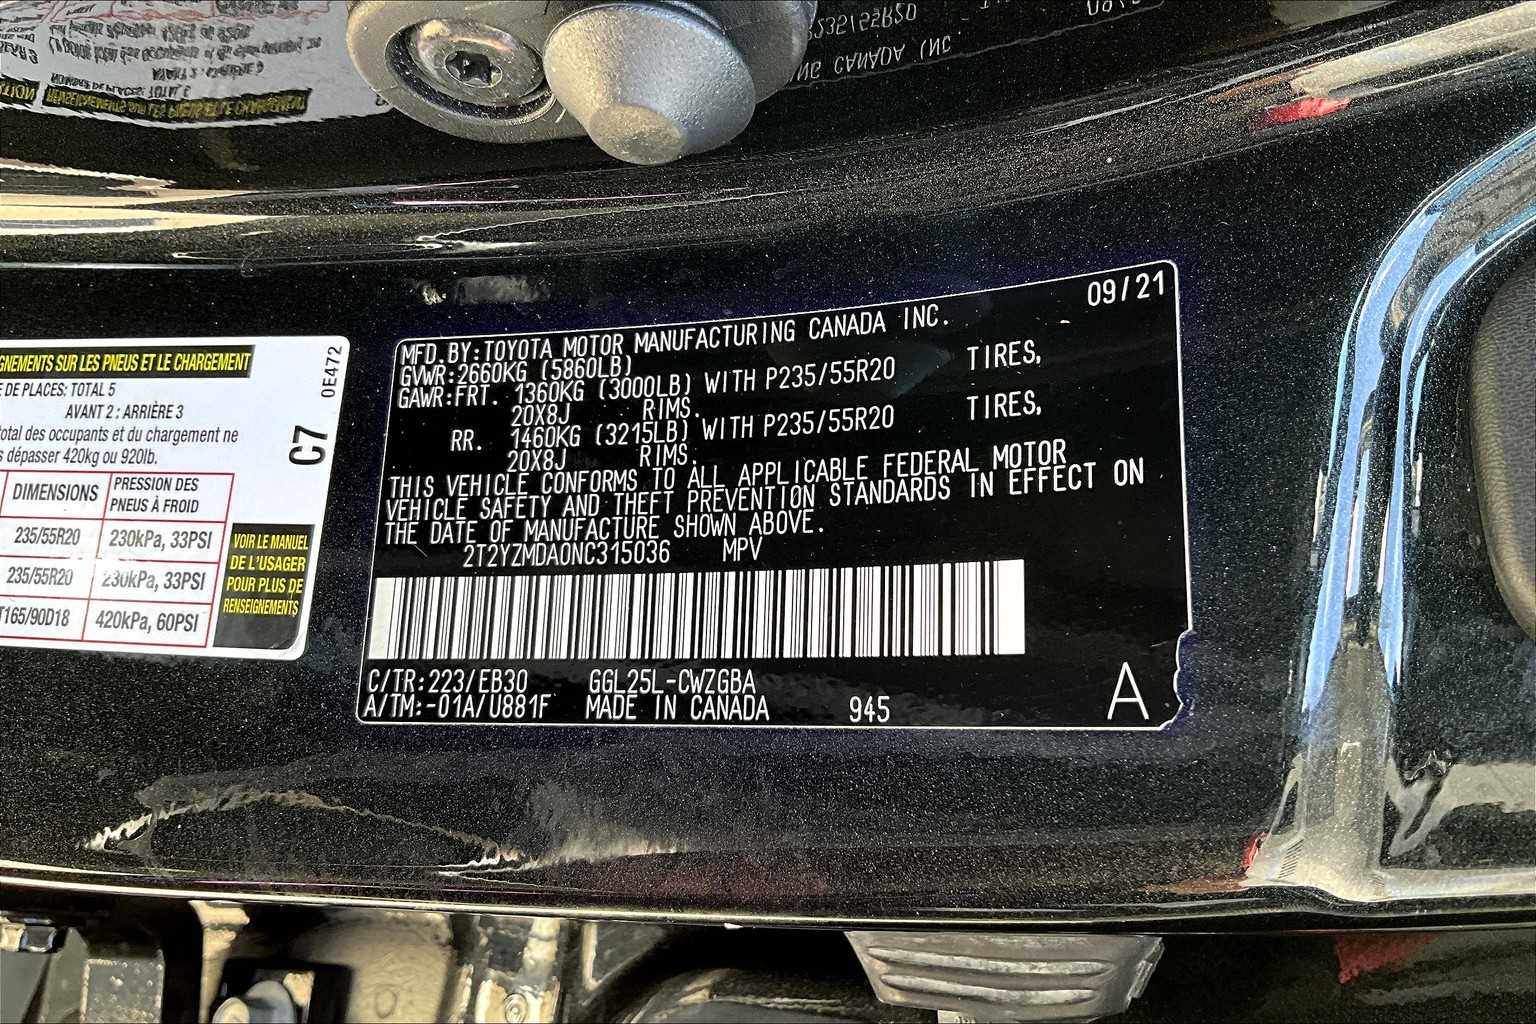 GNEMENTS SUR LES PNEUS ET LE CHARGEMENT
E DE PLACES: TOTAL 5
AVANT 2 : ARRIÈRE 3
total des occupants et du chargement ne
s dépasser 420kg ou 920lb.
DIMENSIONS PRESSION DES PNEUS À FROID
235/55R20 230kPa, 33PSI
235/55R20 230kPa, 33PSI
T165/90D18 420kPa, 60PSI
VOIR LE MANUEL
DE L'USAGER
POUR PLUS DE
RENSEIGNEMENTS
0E472
C7
09/21
MFD.BY:TOYOTA MOTOR MANUFACTURING CANADA INC.
GVWR:2660KG (5860LB)
GAWR:FRT. 1360KG (3000LB) WITH P235/55R20 TIRES,
20X8J RIMS.
RR. 1460KG (3215LB) WITH P235/55R20 TIRES,
20X8J RIMS.
THIS VEHICLE CONFORMS TO ALL APPLICABLE FEDERAL MOTOR
VEHICLE SAFETY AND THEFT PREVENTION STANDARDS IN EFFECT ON
THE DATE OF MANUFACTURE SHOWN ABOVE.
2T2YZMDA0NC315036 MPV
C/TR:223/EB30 GGL25L-CWZGBA
A/TM:-01A/U881F MADE IN CANADA 945
A